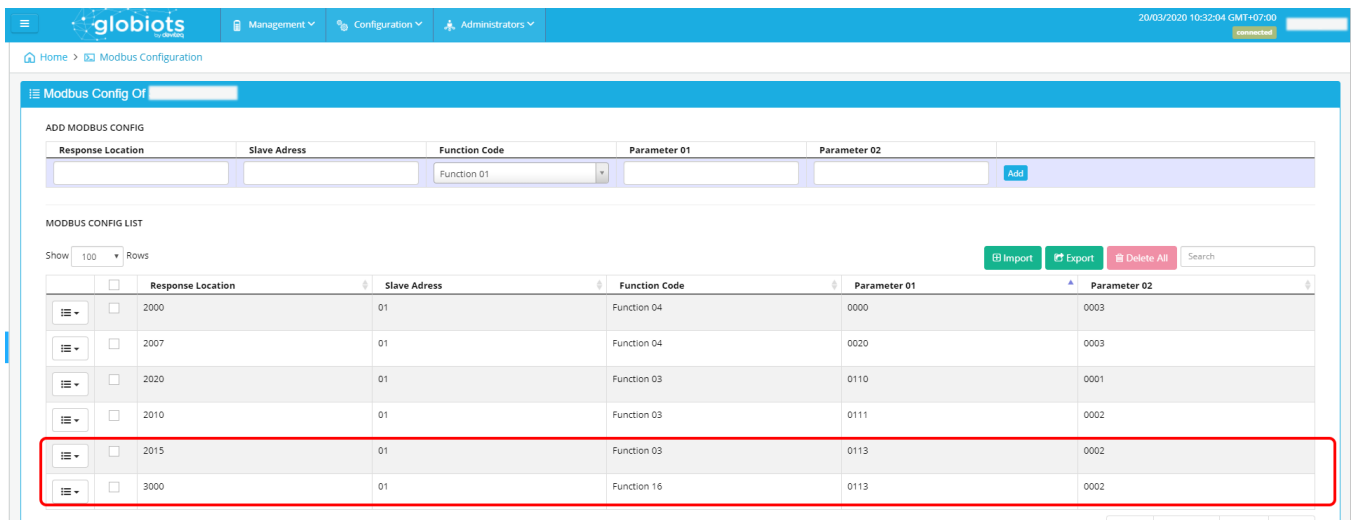 globiots
by deviteq
Management
Configuration
Administrators
20/03/2020 10:32:04 GMT+07:00
connected
Home > Modbus Configuration
Modbus Config Of
ADD MODBUS CONFIG
Response Location Slave Adress Function Code Parameter 01 Parameter 02
Function 01 Add
MODBUS CONFIG LIST
Show 100 Rows Import Export Delete All Search
Response Location Slave Adress Function Code Parameter 01 Parameter 02
2000 01 Function 04 0000 0003
2007 01 Function 04 0020 0003
2020 01 Function 03 0110 0001
2010 01 Function 03 0111 0002
2015 01 Function 03 0113 0002
3000 01 Function 16 0113 0002